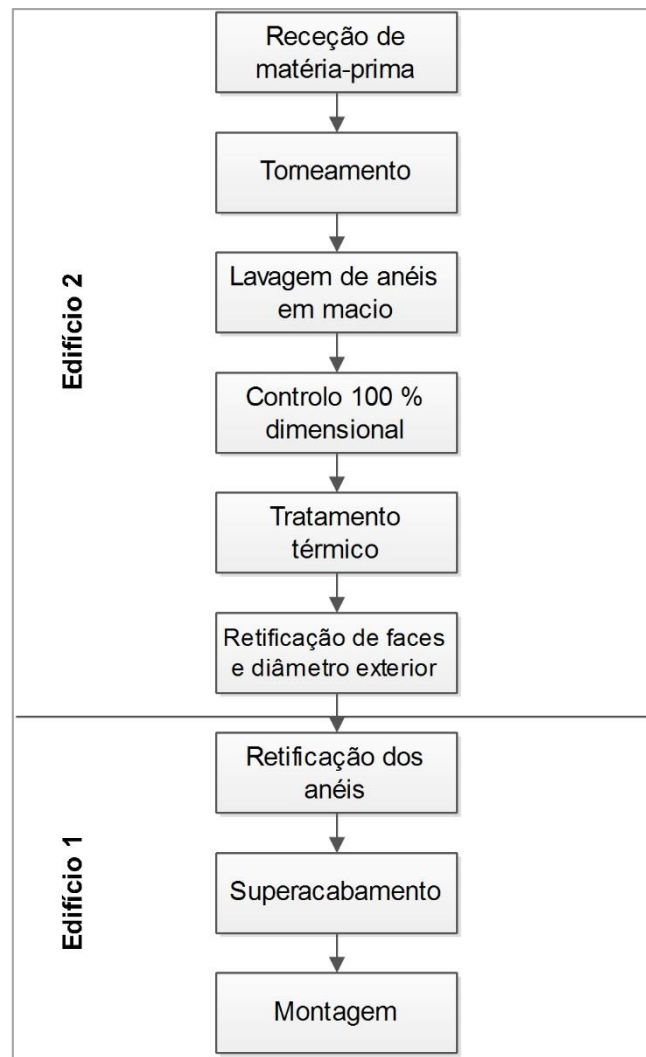 Receção de
matéria-prima
Torneamento
Lavagem de anéis
em macio
Edifício 2
Controlo 100 %
dimensional
Tratamento
térmico
Retificação de faces
e diâmetro exterior
Retificação dos
anéis
Edifício 1
Superacabamento
Montagem